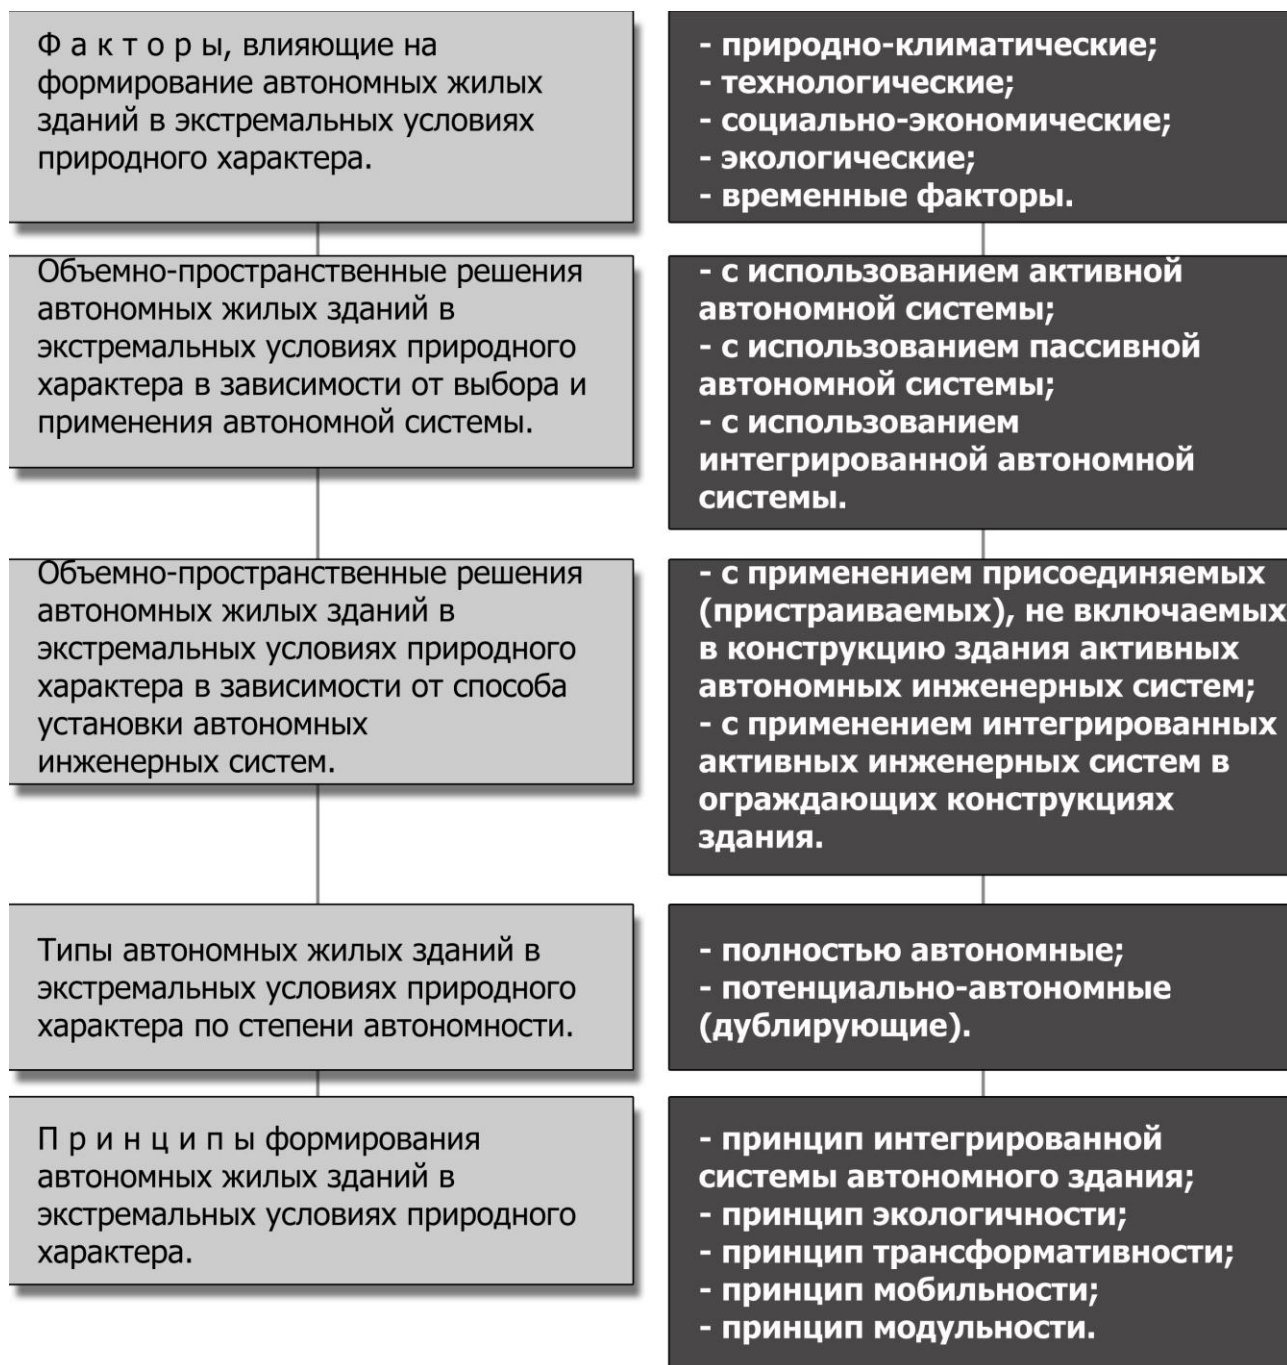 Ф а к т о р ы, влияющие на
формирование автономных жилых
зданий в экстремальных условиях
природного характера.
- природно-климатические;
- технологические;
- социально-экономические;
- экологические;
- временные факторы.
Объемно-пространственные решения
автономных жилых зданий в
экстремальных условиях природного
характера в зависимости от выбора и
применения автономной системы.
- с использованием активной
автономной системы;
- с использованием пассивной
автономной системы;
- с использованием
интегрированной автономной
системы.
Объемно-пространственные решения
автономных жилых зданий в
экстремальных условиях природного
характера в зависимости от способа
установки автономных
инженерных систем.
- с применением присоединяемых
(пристраиваемых), не включаемых
в конструкцию здания активных
автономных инженерных систем;
- с применением интегрированных
активных инженерных систем в
ограждающих конструкциях
здания.
Типы автономных жилых зданий в
экстремальных условиях природного
характера по степени автономности.
- полностью автономные;
- потенциально-автономные
(дублирующие).
П р и н ц и п ы формирования
автономных жилых зданий в
экстремальных условиях природного
характера.
- принцип интегрированной
системы автономного здания;
- принцип экологичности;
- принцип трансформативности;
- принцип мобильности;
- принцип модульности.